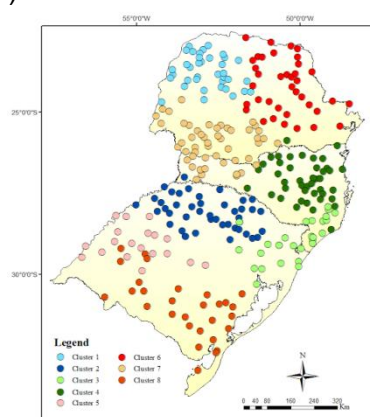 )
55°0'0"W 50°0'0"W
25°0'0"S
30°0'0"S
Legend
Cluster 1 Cluster 6
Cluster 2 Cluster 7
Cluster 3 Cluster 8
Cluster 4
Cluster 5
N
0 40 80 160 240 320
Km